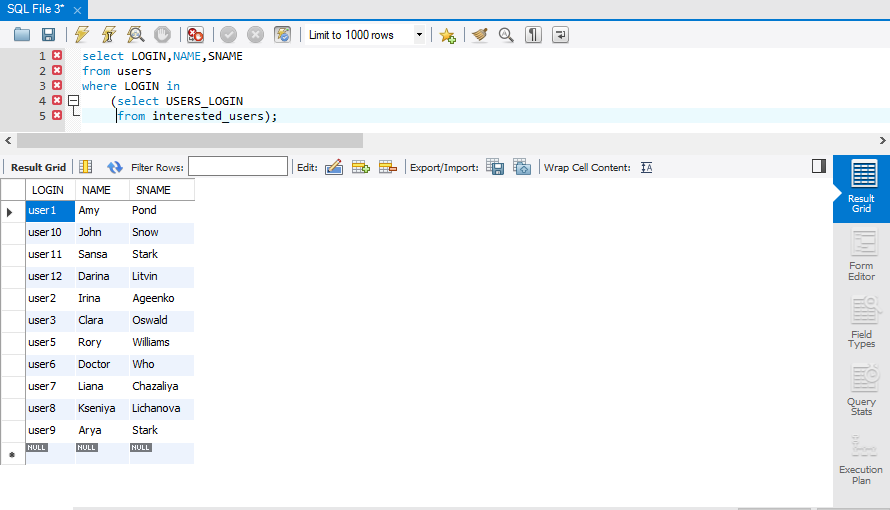 SQL File 3*
Limit to 1000 rows
1 select LOGIN,NAME,SNAME
2 from users
3 where LOGIN in
4 (select USERS_LOGIN
5 from interested_users);
Result Grid Filter Rows: Edit: Export/Import: Wrap Cell Content: IA
LOGIN NAME SNAME
user1 Amy Pond
user10 John Snow
user11 Sansa Stark
user12 Darina Litvin
user2 Irina Ageenko
user3 Clara Oswald
user5 Rory Williams
user6 Doctor Who
user7 Liana Chazaliya
user8 Kseniya Lichanova
user9 Arya Stark
NULL NULL NULL
Result
Grid
Form
Editor
Field
Types
Query
Stats
Execution
Plan